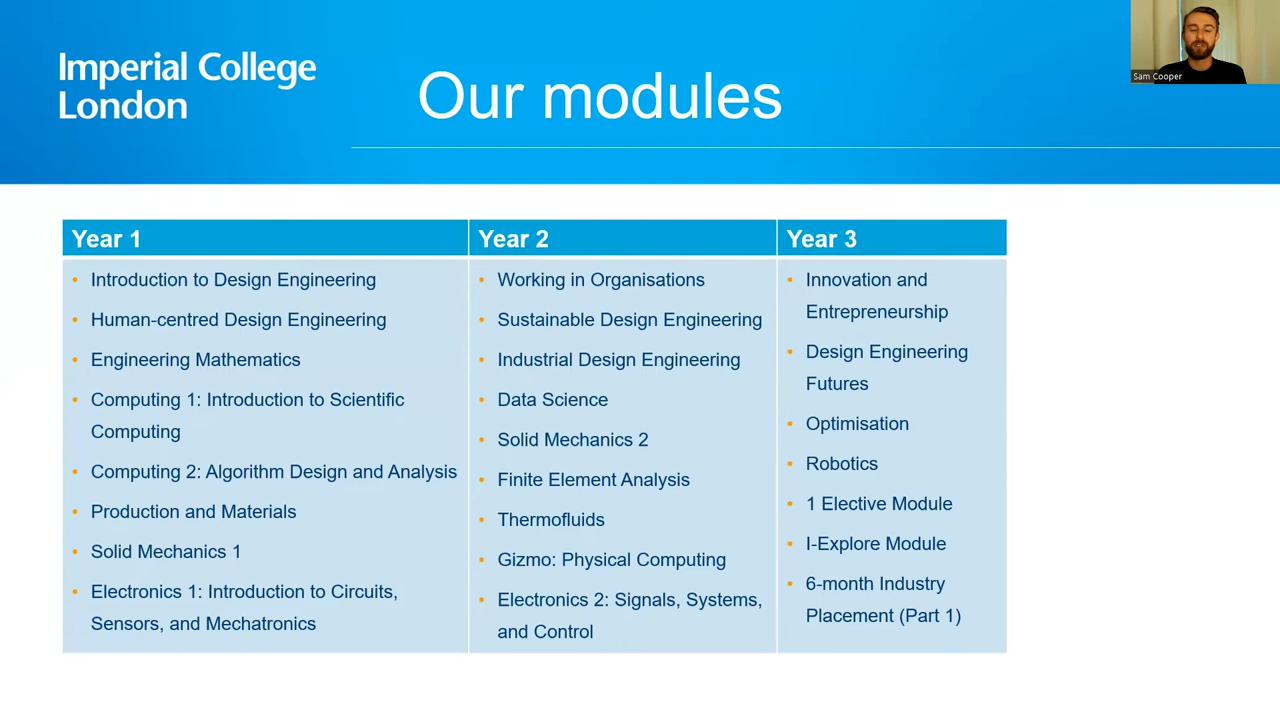 Imperial College
London
Our modules
Sam Cooper
Year 1
Introduction to Design Engineering
Human-centred Design Engineering
Engineering Mathematics
Computing 1: Introduction to Scientific
Computing
Computing 2: Algorithm Design and Analysis
Production and Materials
Solid Mechanics 1
Electronics 1: Introduction to Circuits,
Sensors, and Mechatronics
Year 2
Working in Organisations
Sustainable Design Engineering
Industrial Design Engineering
Data Science
Solid Mechanics 2
Finite Element Analysis
Thermofluids
Gizmo: Physical Computing
Electronics 2: Signals, Systems,
and Control
Year 3
Innovation and
Entrepreneurship
Design Engineering
Futures
Optimisation
Robotics
1 Elective Module
I-Explore Module
6-month Industry
Placement (Part 1)